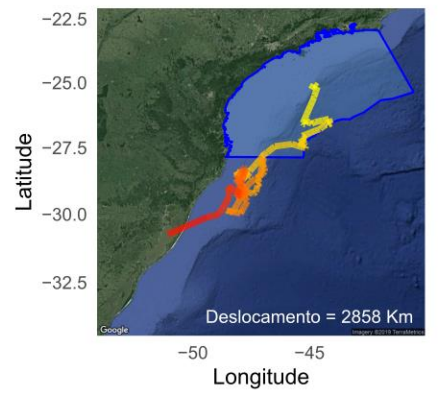 −22.5
−25.0
−27.5
−30.0
−32.5
Latitude
Deslocamento = 2858 Km
Google
Imagery ©2019 TerraMetrics
−50
−45
Longitude